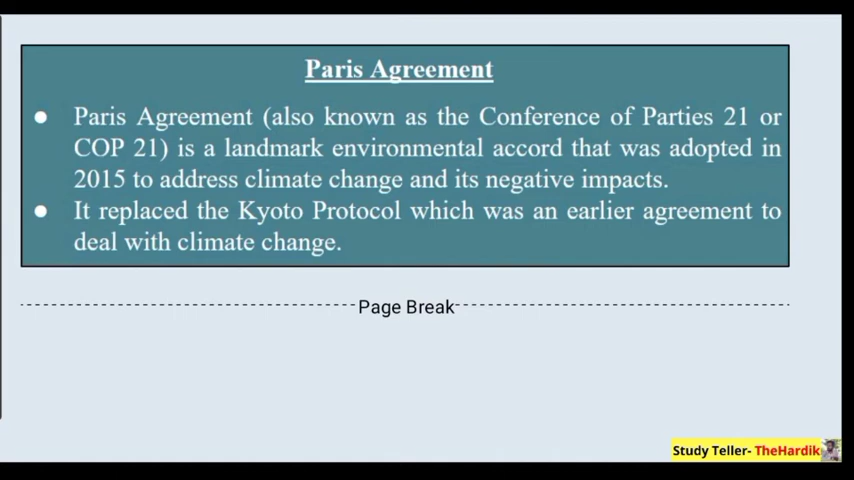 Paris Agreement
● Paris Agreement (also known as the Conference of Parties 21 or
COP 21) is a landmark environmental accord that was adopted in
2015 to address climate change and its negative impacts.
● It replaced the Kyoto Protocol which was an earlier agreement to
deal with climate change.
Page Break
Study Teller- TheHardik